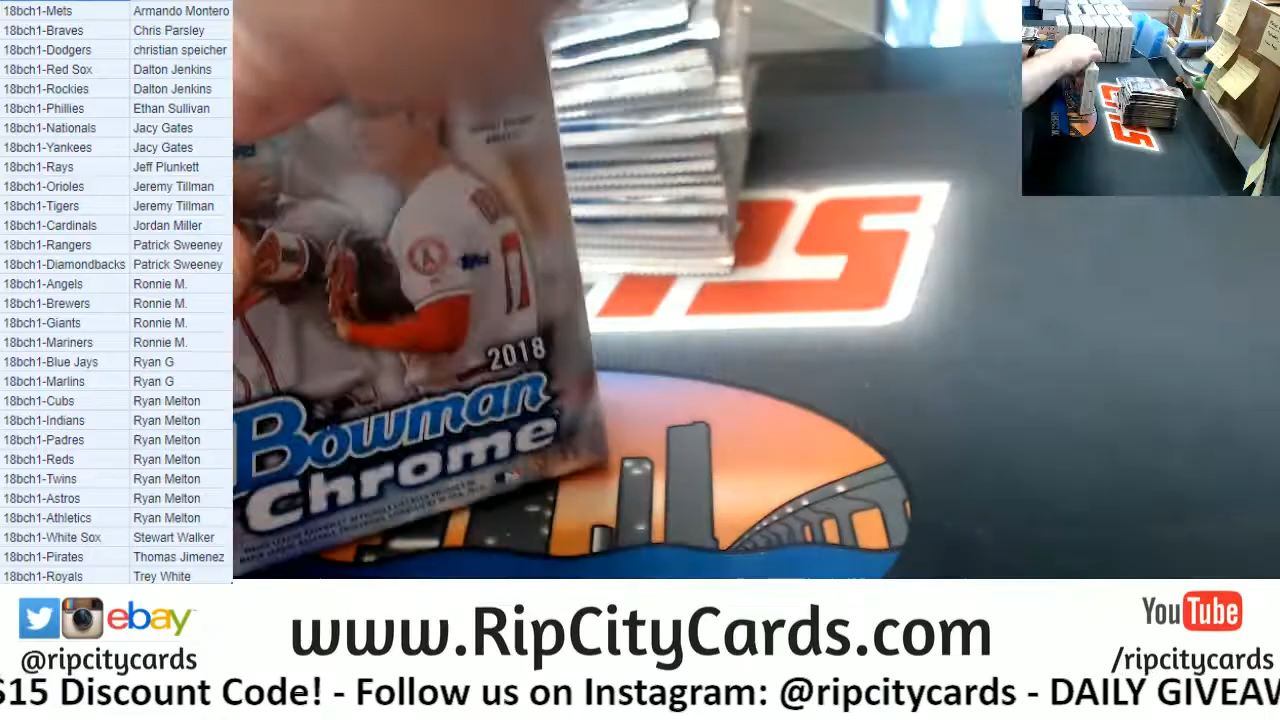 18bch1-Mets Armando Montero
18bch1-Braves Chris Parsley
18bch1-Dodgers christian speicher
18bch1-Red Sox Dalton Jenkins
18bch1-Rockies Dalton Jenkins
18bch1-Phillies Ethan Sullivan
18bch1-Nationals Jacy Gates
18bch1-Yankees Jacy Gates
18bch1-Rays Jeff Plunkett
18bch1-Orioles Jeremy Tillman
18bch1-Tigers Jeremy Tillman
18bch1-Cardinals Jordan Miller
18bch1-Rangers Patrick Sweeney
18bch1-Diamondbacks Patrick Sweeney
18bch1-Angels Ronnie M.
18bch1-Brewers Ronnie M.
18bch1-Giants Ronnie M.
18bch1-Mariners Ronnie M.
18bch1-Blue Jays Ryan G
18bch1-Marlins Ryan G
18bch1-Cubs Ryan Melton
18bch1-Indians Ryan Melton
18bch1-Padres Ryan Melton
18bch1-Reds Ryan Melton
18bch1-Twins Ryan Melton
18bch1-Astros Ryan Melton
18bch1-Athletics Ryan Melton
18bch1-White Sox Stewart Walker
18bch1-Pirates Thomas Jimenez
18bch1-Royals Trey White
2018
Bowman
Chrome
ebay
@ripcitycards
www.RipCityCards.com
YouTube
/ripcitycards
$15 Discount Code! - Follow us on Instagram: @ripcitycards - DAILY GIVEAW